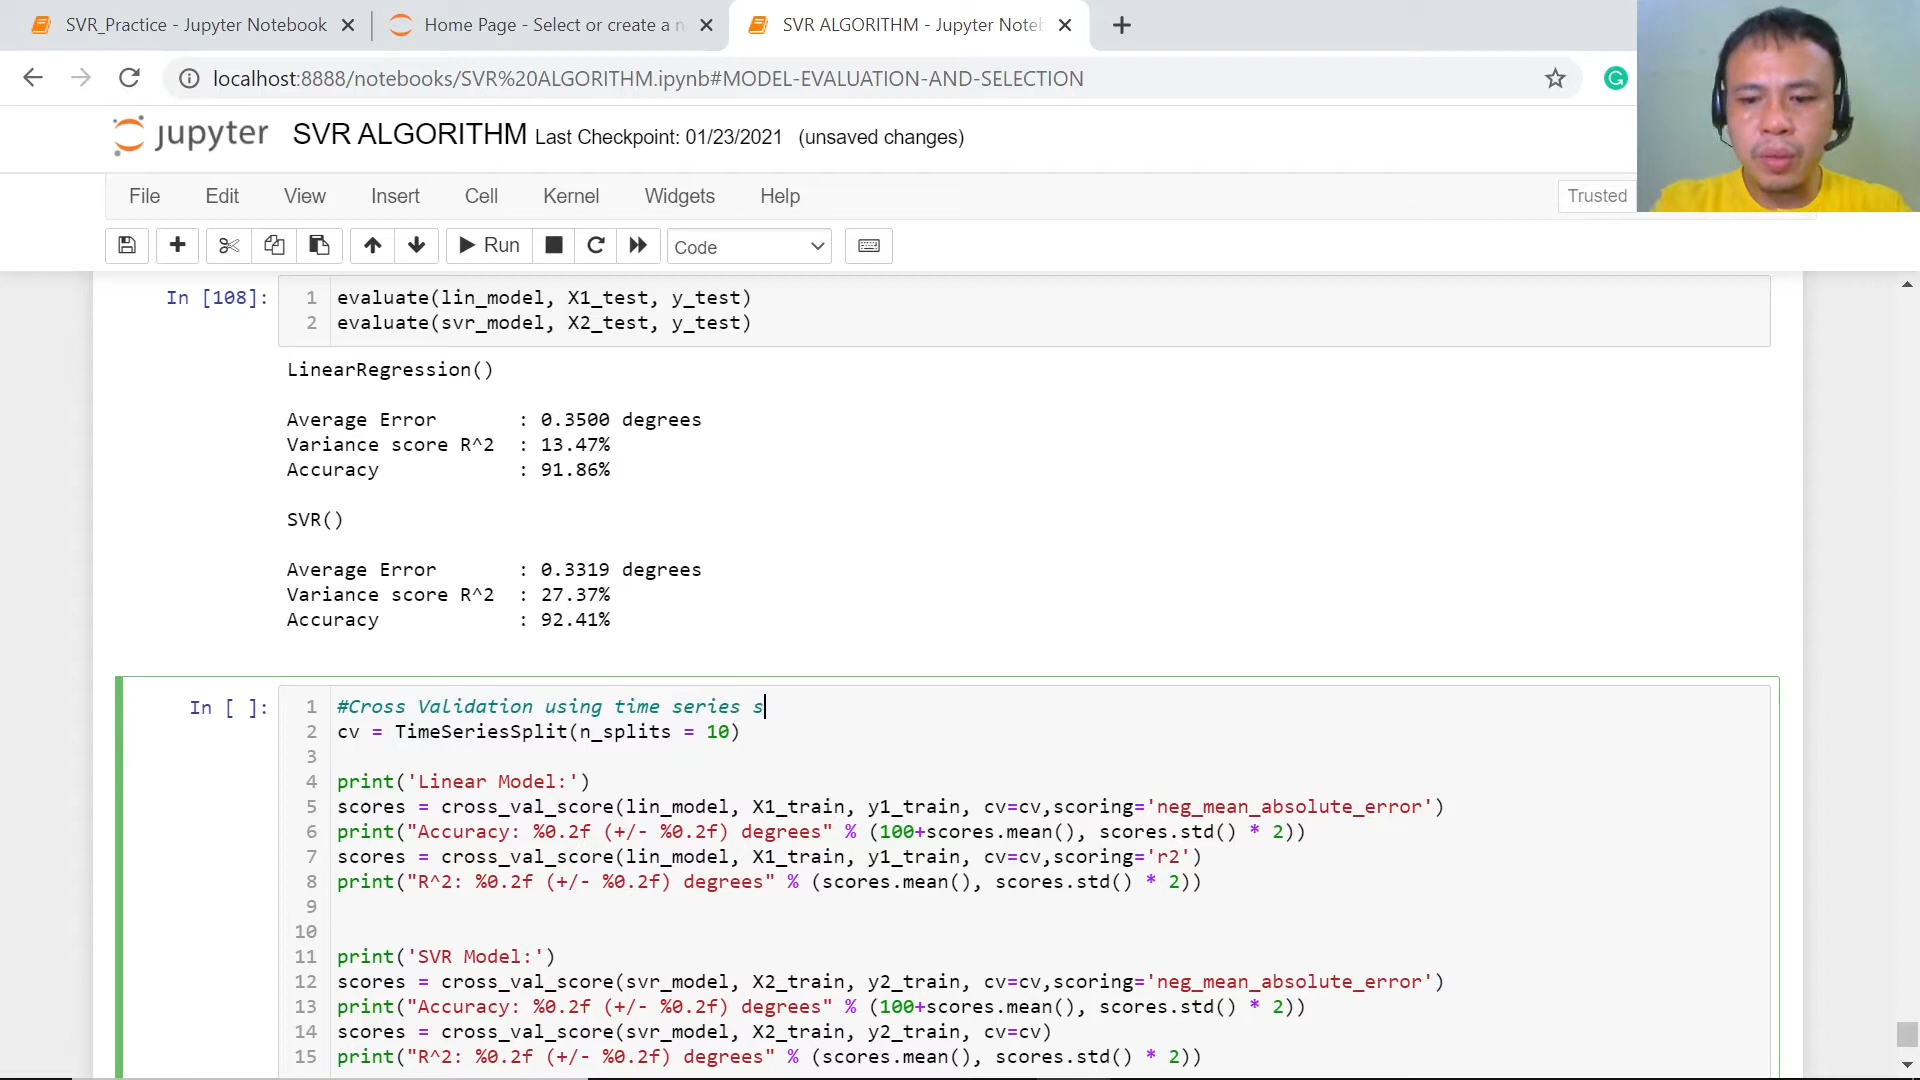 SVR_Practice - Jupyter Notebook
Home Page - Select or create a n
SVR ALGORITHM - Jupyter Note
localhost:8888/notebooks/SVR%20ALGORITHM.ipynb#MODEL-EVALUATION-AND-SELECTION
jupyter SVR ALGORITHM Last Checkpoint: 01/23/2021 (unsaved changes)
File Edit View Insert Cell Kernel Widgets Help Trusted
Run Code
In [108]:
1 evaluate(lin_model, X1_test, y_test)
2 evaluate(svr_model, X2_test, y_test)
LinearRegression()
Average Error : 0.3500 degrees
Variance score R^2 : 13.47%
Accuracy : 91.86%
SVR()
Average Error : 0.3319 degrees
Variance score R^2 : 27.37%
Accuracy : 92.41%
In [ ]:
1 #Cross Validation using time series s
2 cv = TimeSeriesSplit(n_splits = 10)
3
4 print('Linear Model:')
5 scores = cross_val_score(lin_model, X1_train, y1_train, cv=cv,scoring='neg_mean_absolute_error')
6 print("Accuracy: %0.2f (+/- %0.2f) degrees" % (100+scores.mean(), scores.std() * 2))
7 scores = cross_val_score(lin_model, X1_train, y1_train, cv=cv,scoring='r2')
8 print("R^2: %0.2f (+/- %0.2f) degrees" % (scores.mean(), scores.std() * 2))
9
10
11 print('SVR Model:')
12 scores = cross_val_score(svr_model, X2_train, y2_train, cv=cv,scoring='neg_mean_absolute_error')
13 print("Accuracy: %0.2f (+/- %0.2f) degrees" % (100+scores.mean(), scores.std() * 2))
14 scores = cross_val_score(svr_model, X2_train, y2_train, cv=cv)
15 print("R^2: %0.2f (+/- %0.2f) degrees" % (scores.mean(), scores.std() * 2))